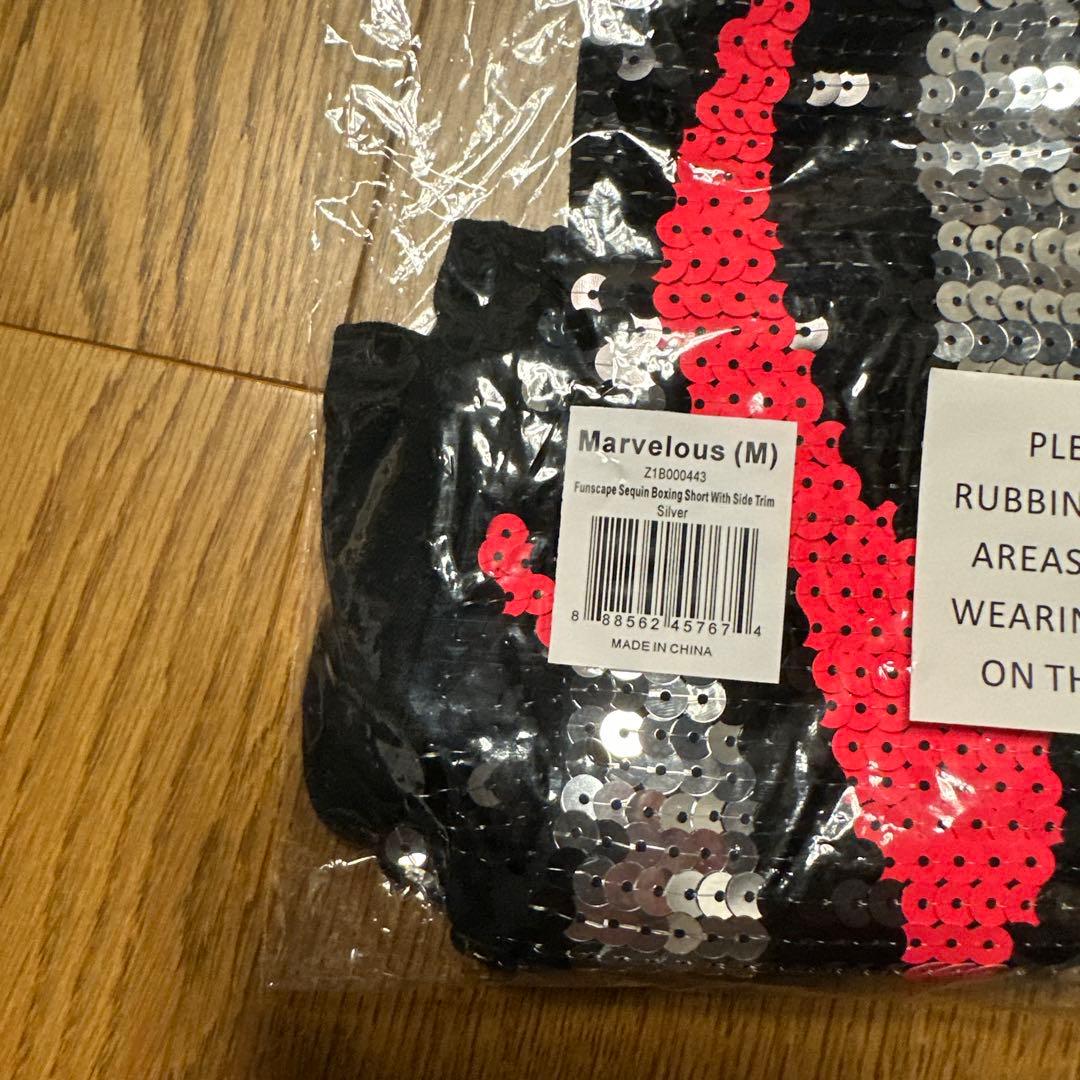 Marvelous (M)
Z1B000443
Funscape Sequin Boxing Short With Side Trim
Silver
8 88562 45767 4
MADE IN CHINA
PLE
RUBBIN
AREAS
WEARIN
ON TH